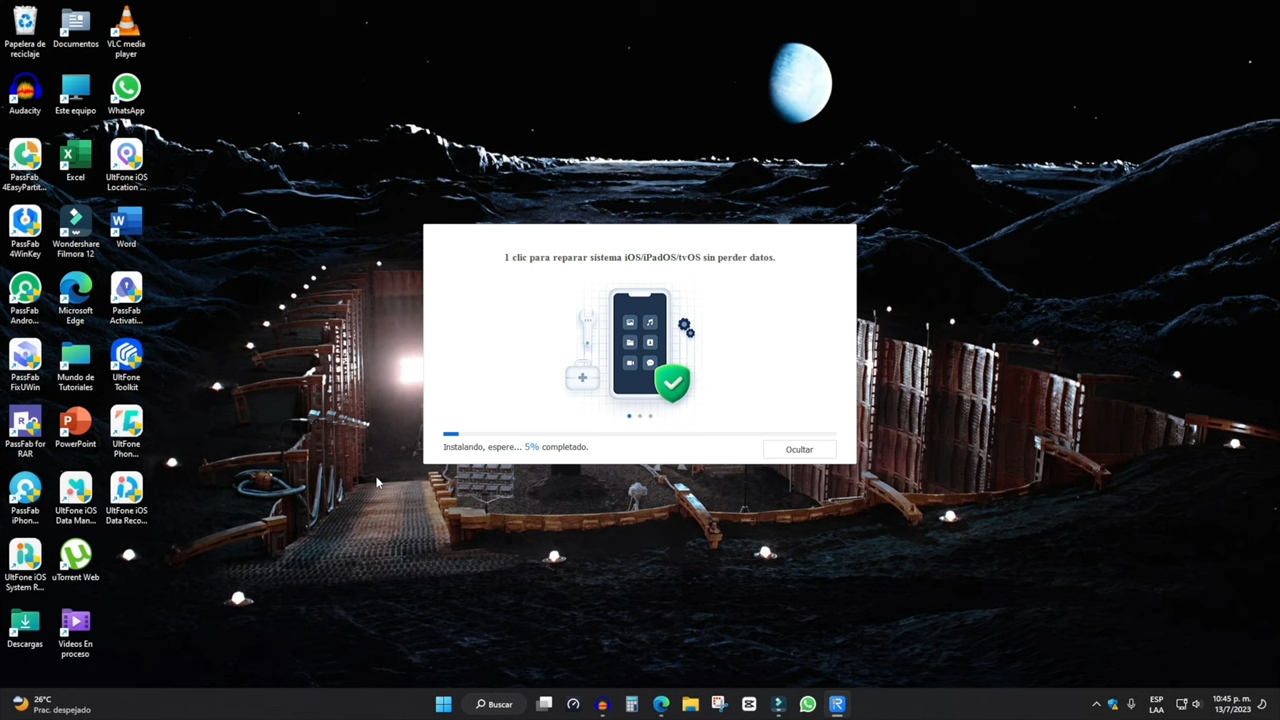 Papelera de
reciclaje
Documentos
VLC media
player
Audacity
Este equipo
WhatsApp
PassFab
4EasyPartit...
Excel
UltFone iOS
Location ...
PassFab
4WinKey
Wondershare
Filmora 12
Word
PassFab
Andro...
Microsoft
Edge
PassFab
Activati...
PassFab
FixUWin
Mundo de
Tutoriales
UltFone
Toolkit
PassFab for
RAR
PowerPoint
UltFone
Phon...
PassFab
iPhon...
UltFone iOS
Data Man...
UltFone iOS
Data Reco...
UltFone iOS
System R...
uTorrent Web
Descargas
Videos En
proceso
1 clic para reparar sistema iOS/iPadOS/tvOS sin perder datos.
Instalando, espere... 5% completado.
Ocultar
26°C
Prac. despejado
Buscar
ESP
LAA
10:45 p. m.
13/7/2023